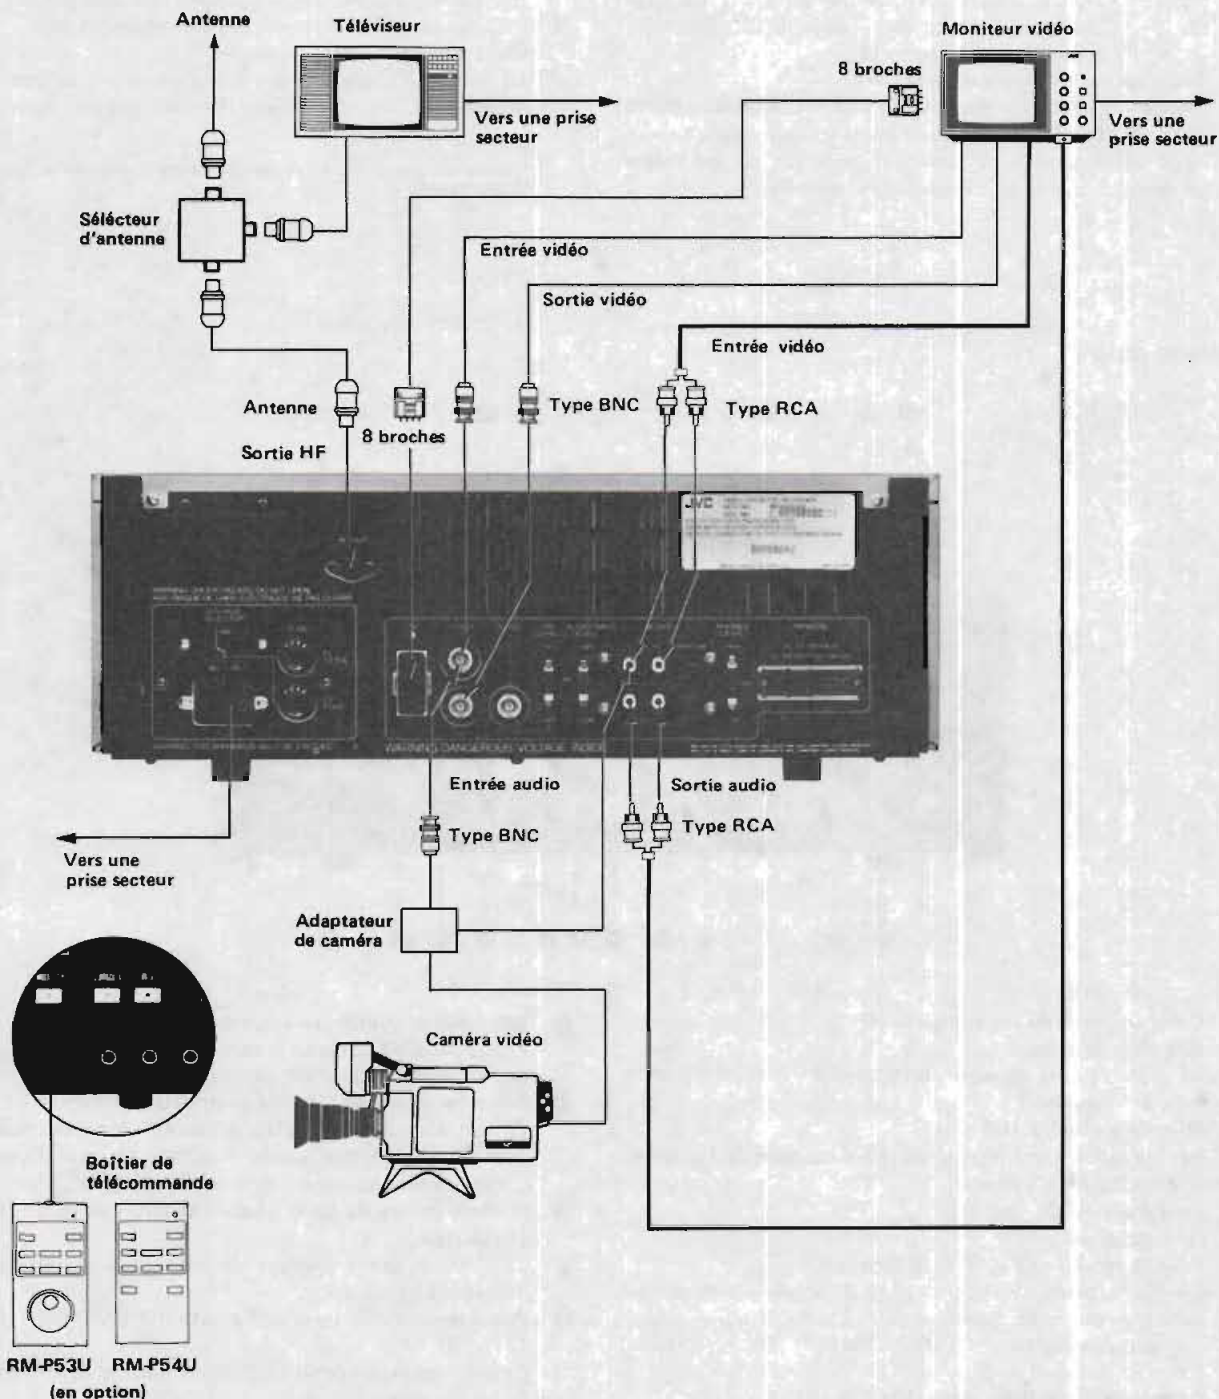 Antenne
Téléviseur
Moniteur vidéo
8 broches
Vers une prise
secteur
Vers une
prise secteur
Sélécteur
d'antenne
Entrée vidéo
Sortie vidéo
Entrée vidéo
Antenne
Type BNC
Type RCA
8 broches
Sortie HF
JVC
WARNING DANGEROUS VOLTAGE INSIDE
Entrée audio
Sortie audio
Type BNC
Type RCA
Vers une
prise secteur
Adaptateur
de caméra
Caméra vidéo
Boîtier de
télécommande
RM-P53U
RM-P54U
(en option)